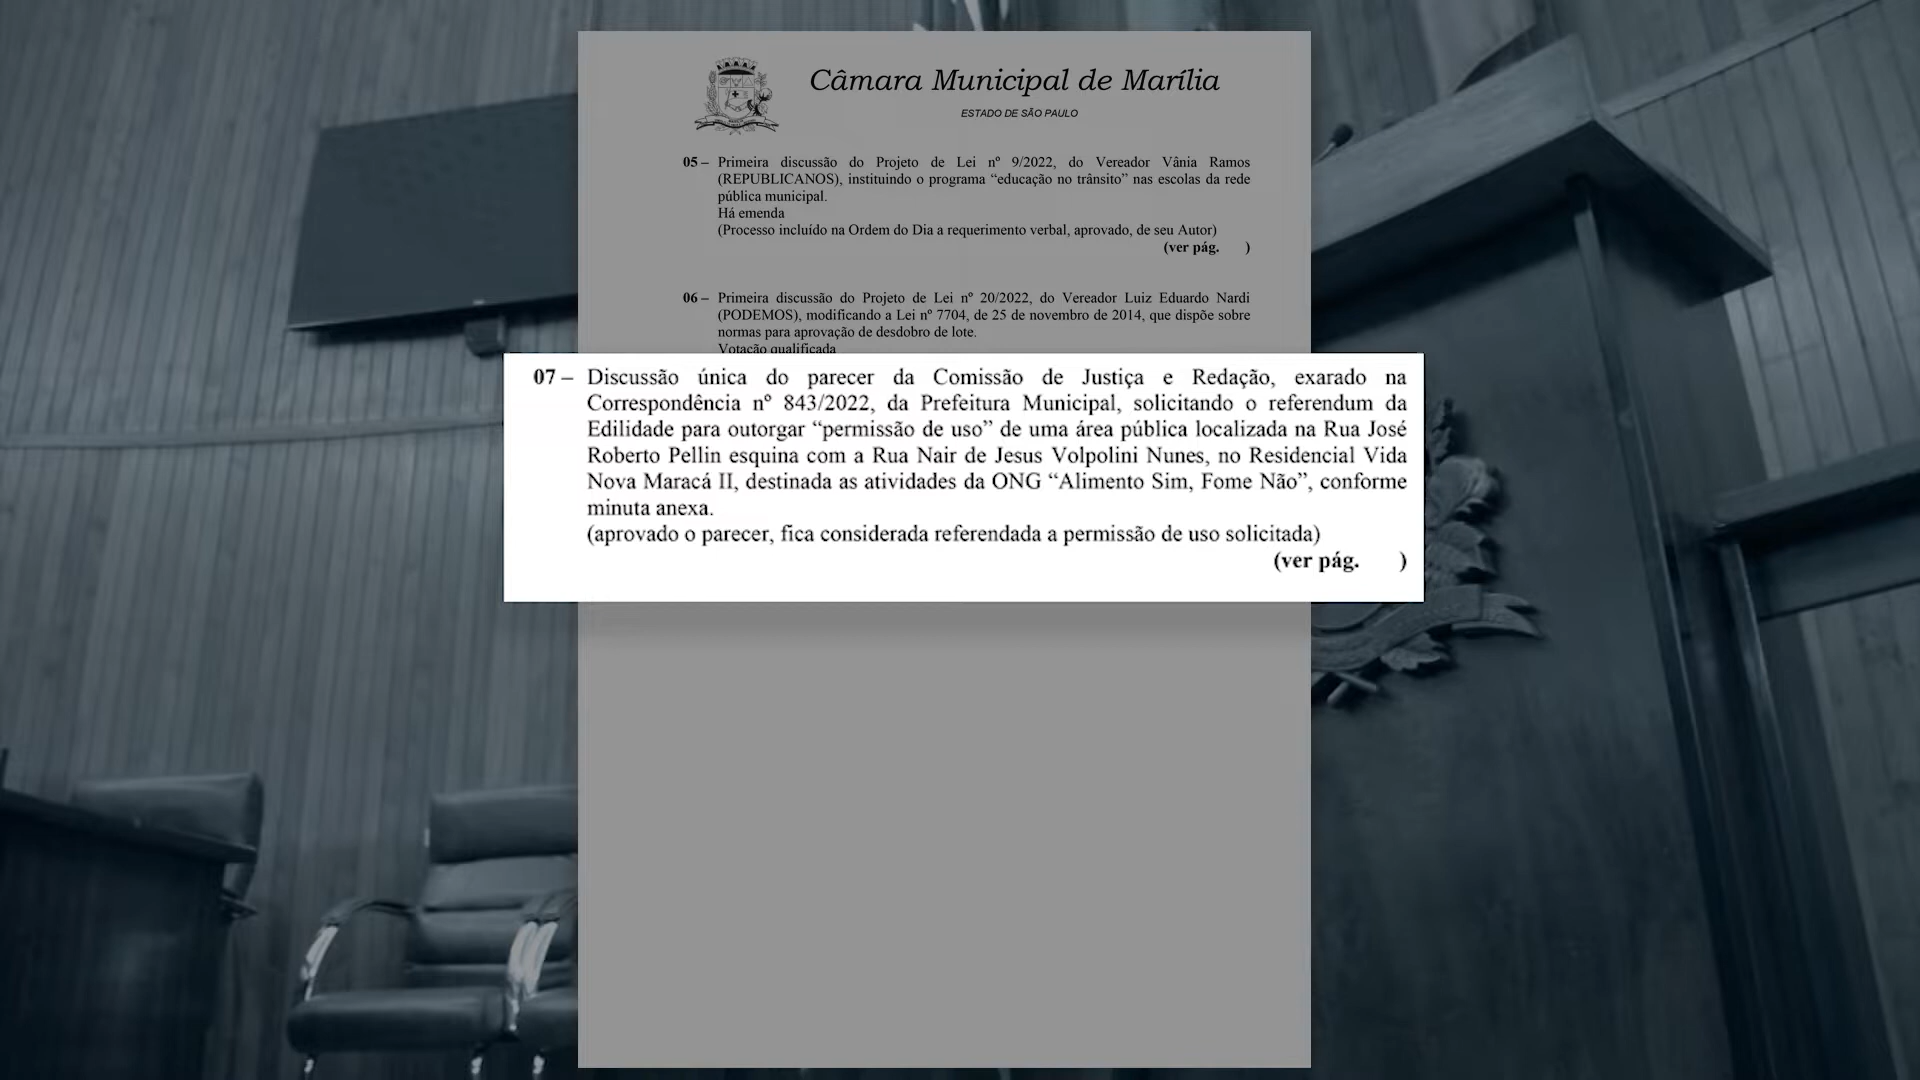 Câmara Municipal de Marília
ESTADO DE SÃO PAULO
05 – Primeira discussão do Projeto de Lei nº 9/2022, do Vereador Vânia Ramos
(REPUBLICANOS), instituindo o programa “educação no trânsito” nas escolas da rede
pública municipal.
Há emenda
(Processo incluído na Ordem do Dia a requerimento verbal, aprovado, de seu Autor)
(ver pág. )
06 – Primeira discussão do Projeto de Lei nº 20/2022, do Vereador Luiz Eduardo Nardi
(PODEMOS), modificando a Lei nº 7704, de 25 de novembro de 2014, que dispõe sobre
normas para aprovação de desdobro de lote.
Votação qualificada
07 – Discussão única do parecer da Comissão de Justiça e Redação, exarado na
Correspondência nº 843/2022, da Prefeitura Municipal, solicitando o referendum da
Edilidade para outorgar “permissão de uso” de uma área pública localizada na Rua José
Roberto Pellin esquina com a Rua Nair de Jesus Volpolini Nunes, no Residencial Vida
Nova Maracá II, destinada as atividades da ONG “Alimento Sim, Fome Não”, conforme
minuta anexa.
(aprovado o parecer, fica considerada referendada a permissão de uso solicitada)
(ver pág. )